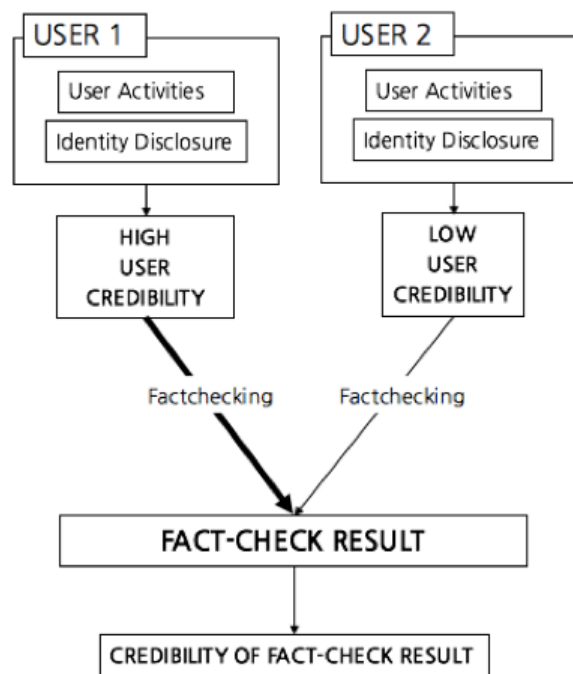 USER 1
User Activities
Identity Disclosure
HIGH
USER
CREDIBILITY
USER 2
User Activities
Identity Disclosure
LOW
USER
CREDIBILITY
Factchecking
Factchecking
FACT-CHECK RESULT
CREDIBILITY OF FACT-CHECK RESULT